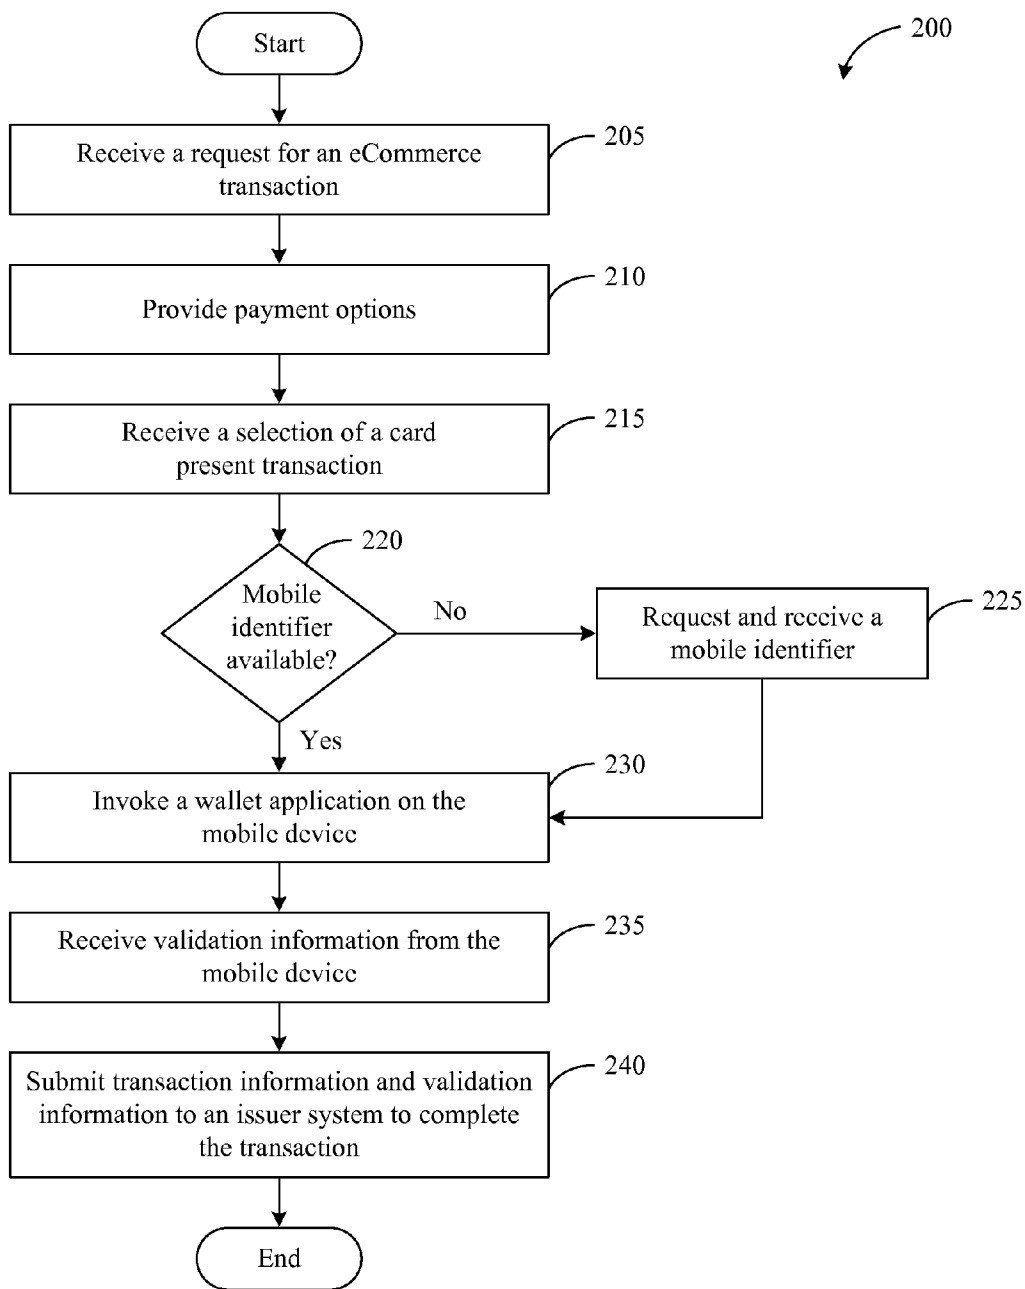 Start
200
205
Receive a request for an eCommerce
transaction
210
Provide payment options
215
Receive a selection of a card
present transaction
220
Mobile
identifier
available?
No
225
Request and receive a
mobile identifier
Yes
230
Invoke a wallet application on the
mobile device
235
Receive validation information from the
mobile device
240
Submit transaction information and validation
information to an issuer system to complete
the transaction
End